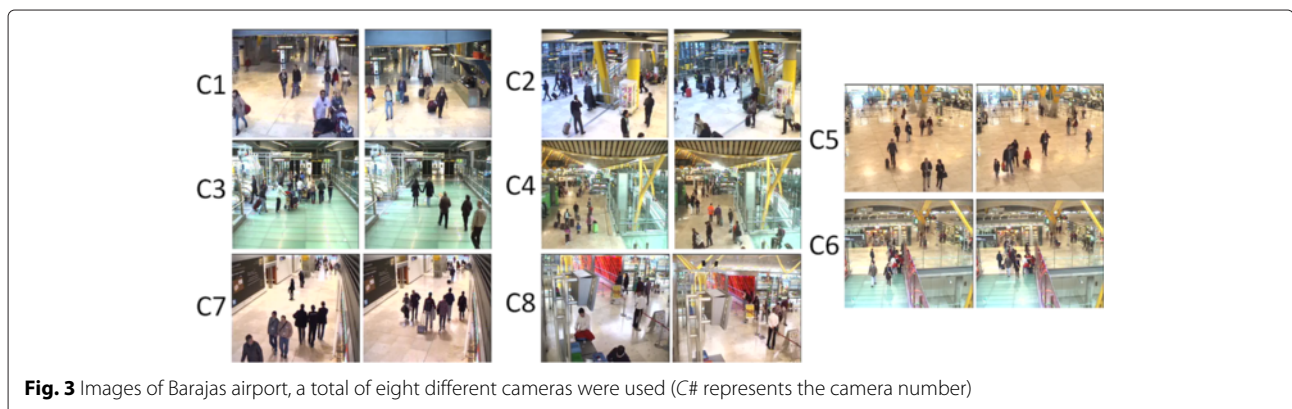 C1
C2
C5
C3
C4
C6
C7
C8
Fig. 3 Images of Barajas airport, a total of eight different cameras were used (C# represents the camera number)